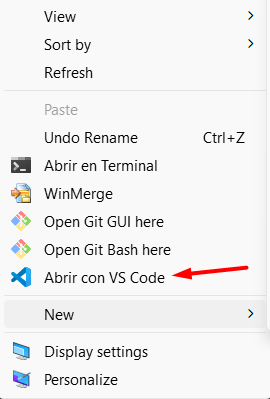 View
Sort by
Refresh
Paste
Undo Rename Ctrl+Z
Abrir en Terminal
WinMerge
Open Git GUI here
Open Git Bash here
Abrir con VS Code
New
Display settings
Personalize